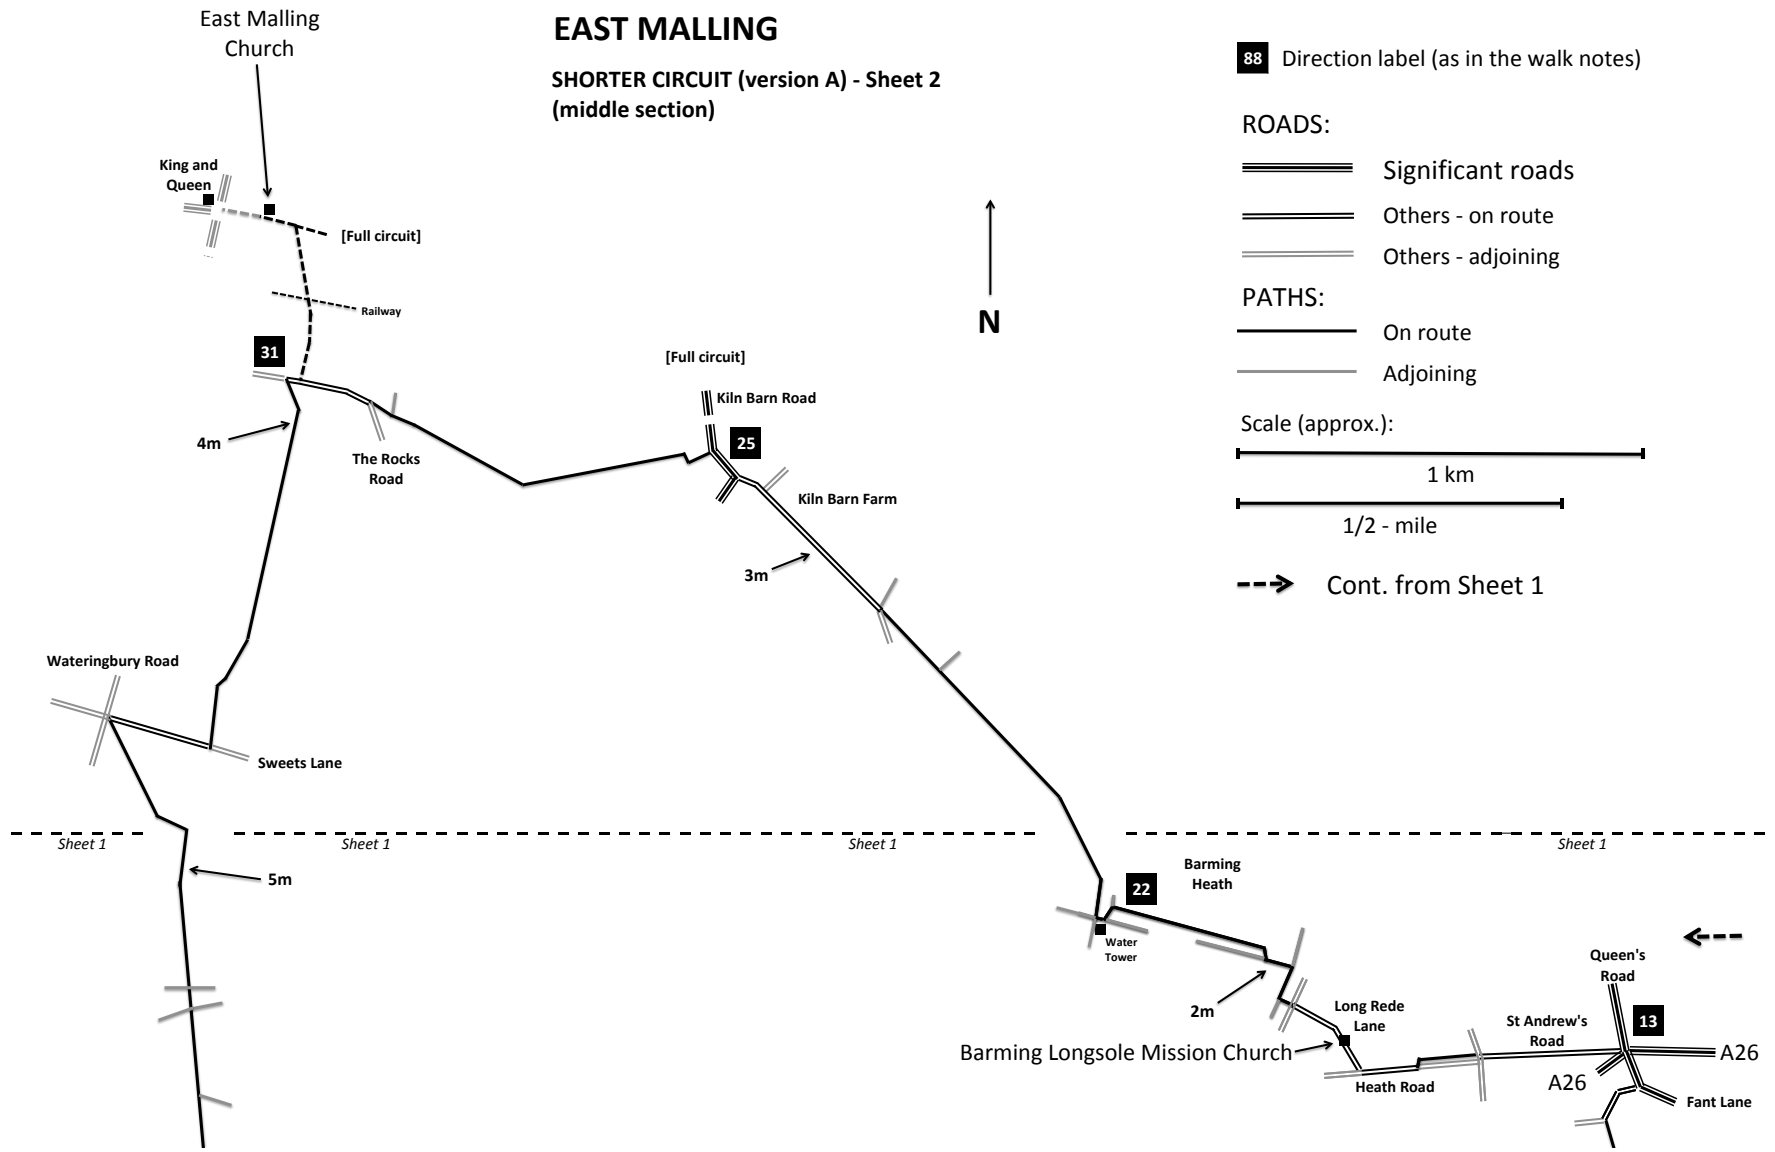 East Malling
Church
EAST MALLING
SHORTER CIRCUIT (version A) - Sheet 2
(middle section)
88 Direction label (as in the walk notes)
ROADS:
Significant roads
Others - on route
Others - adjoining
PATHS:
On route
Adjoining
Scale (approx.):
1 km
1/2 - mile
Cont. from Sheet 1
King and
Queen
[Full circuit]
Railway
N
31
[Full circuit]
Kiln Barn Road
25
4m
The Rocks
Road
Kiln Barn Farm
3m
Wateringbury Road
Sweets Lane
Sheet 1
Sheet 1
Sheet 1
Sheet 1
5m
Barming
Heath
22
Water
Tower
2m
Long Rede
Lane
Barming Longsole Mission Church
Heath Road
Queen's
Road
13
St Andrew's
Road
A26
A26
Fant Lane